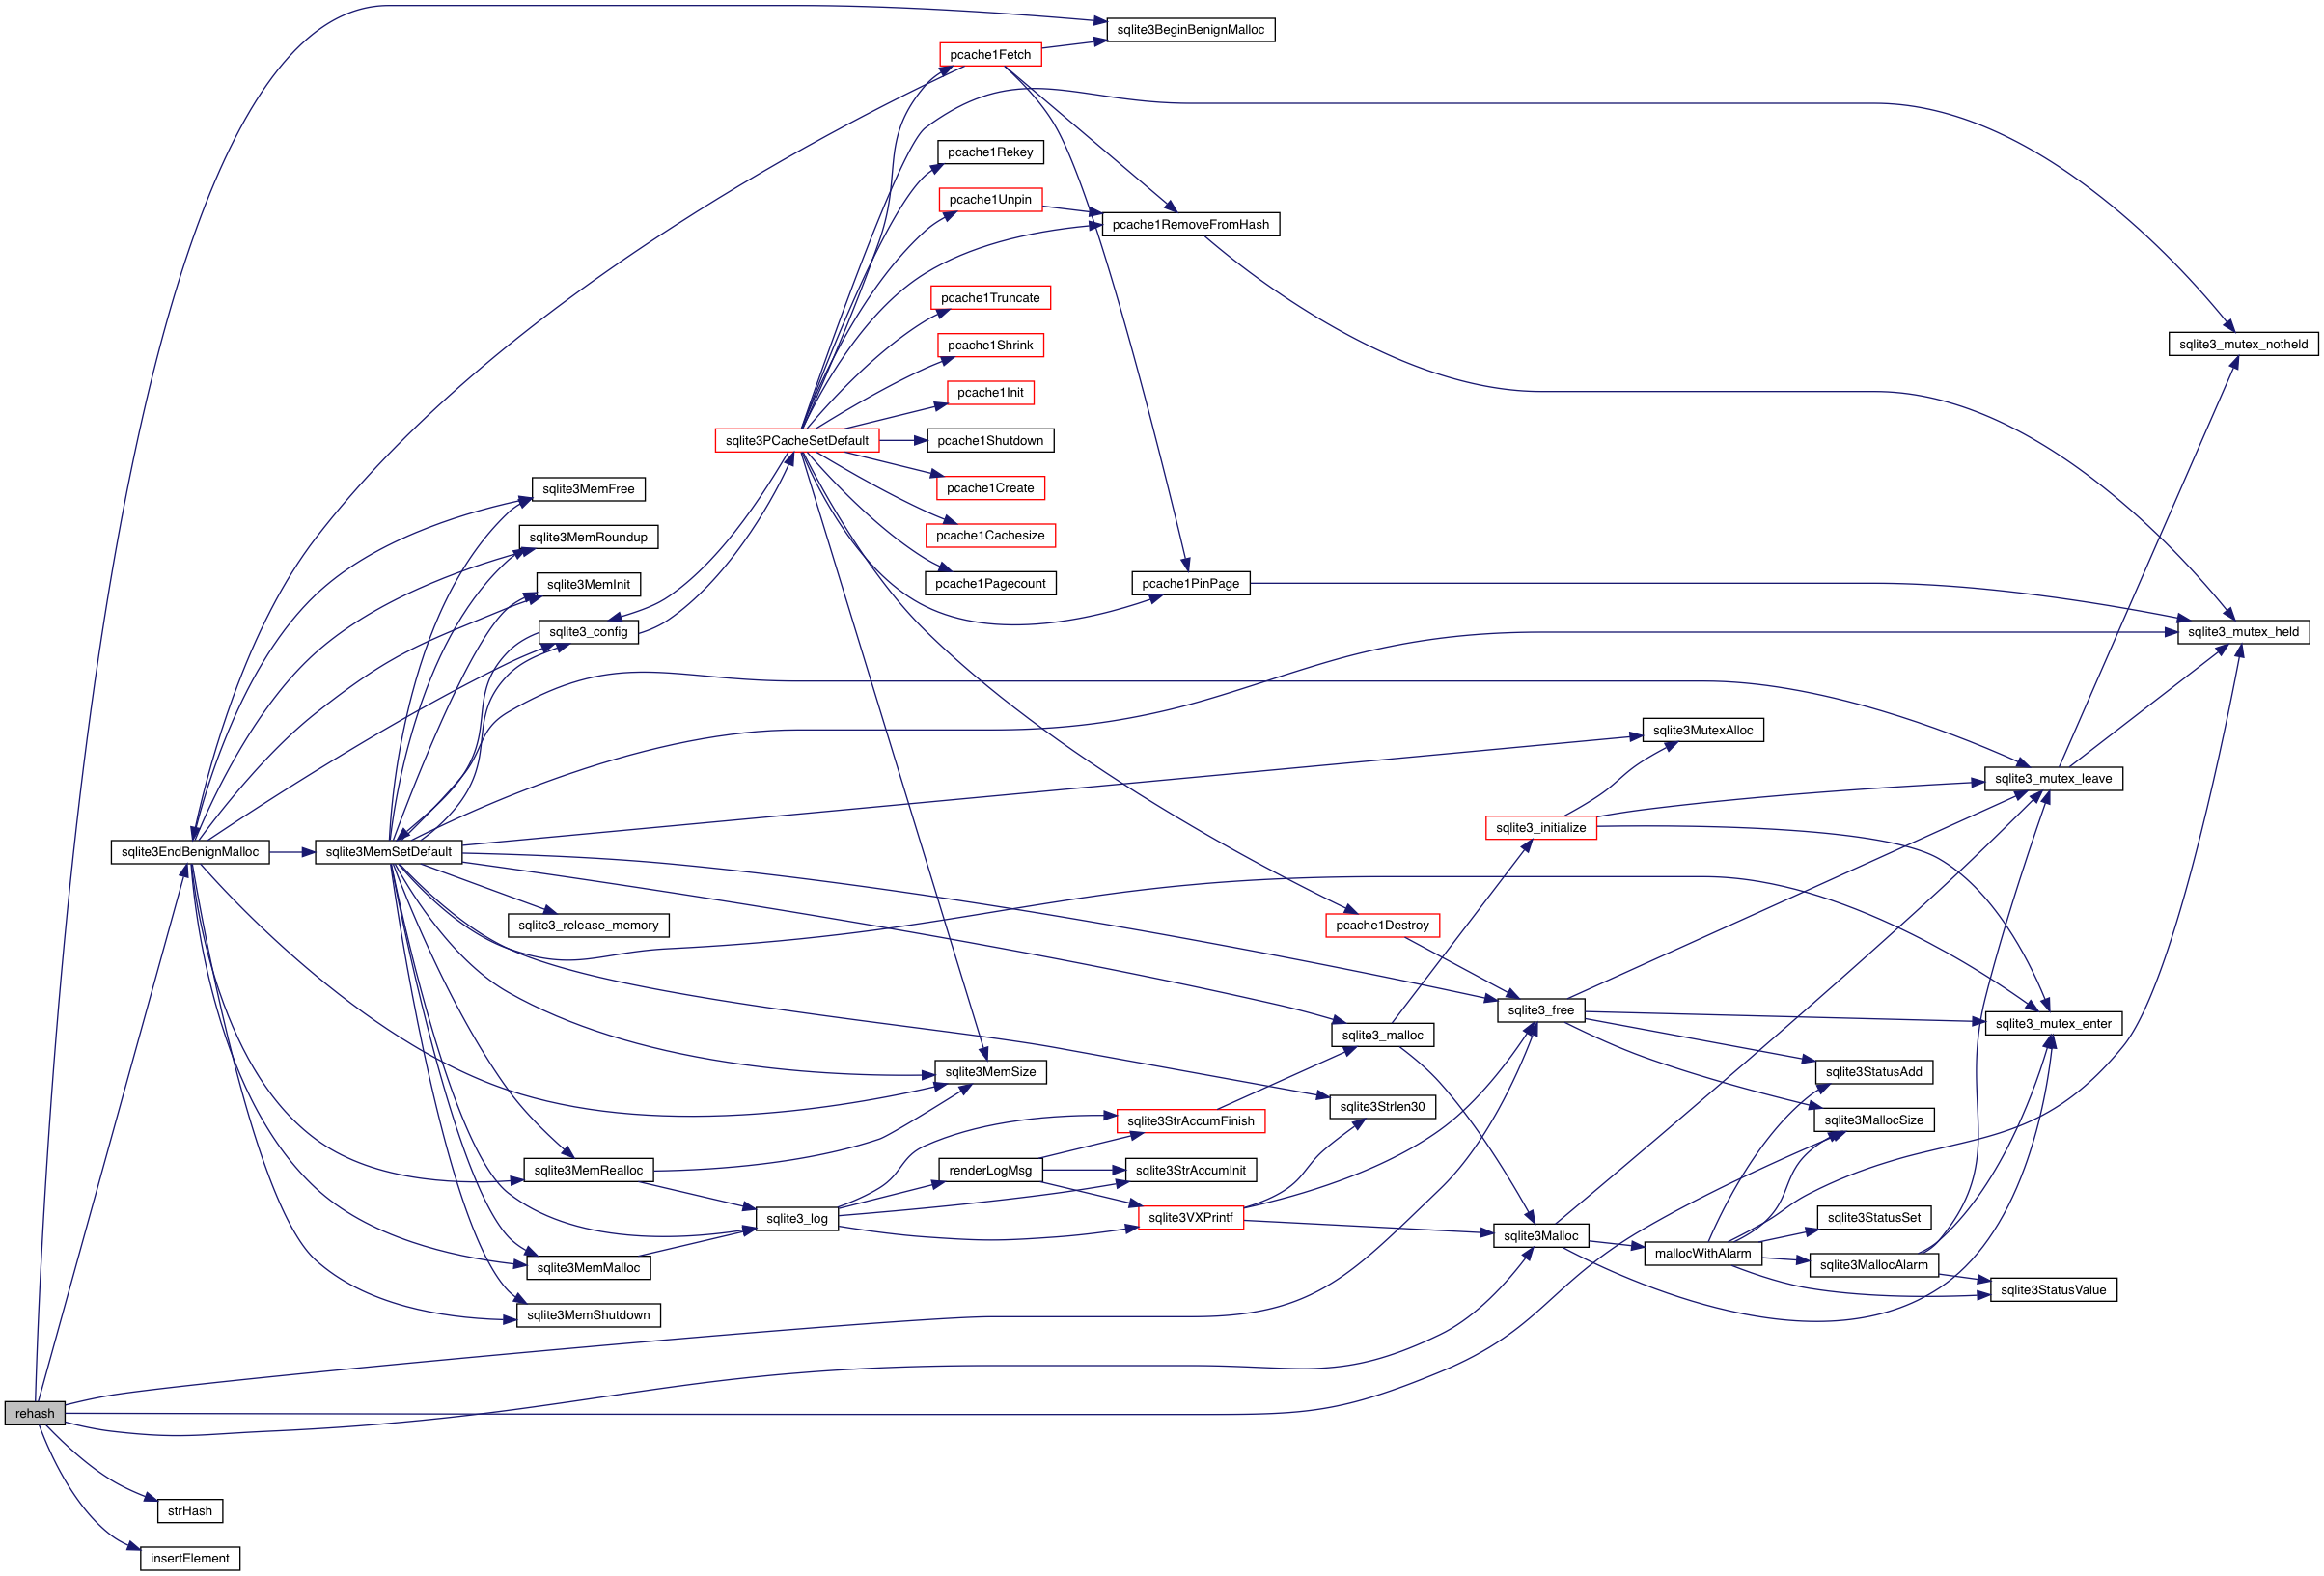 sqlite3BeginBenignMalloc
pcache1Fetch
pcache1Rekey
pcache1Unpin
pcache1RemoveFromHash
pcache1Truncate
pcache1Shrink
sqlite3_mutex_notheld
pcache1Init
sqlite3PCacheSetDefault
pcache1Shutdown
sqlite3MemFree
pcache1Create
sqlite3MemRoundup
pcache1Cachesize
sqlite3MemInit
pcache1Pagecount
pcache1PinPage
sqlite3_config
sqlite3_mutex_held
sqlite3MutexAlloc
sqlite3_mutex_leave
sqlite3_initialize
sqlite3EndBenignMalloc
sqlite3MemSetDefault
sqlite3_release_memory
pcache1Destroy
sqlite3_free
sqlite3_mutex_enter
sqlite3_malloc
sqlite3MemSize
sqlite3StatusAdd
sqlite3Strlen30
sqlite3StrAccumFinish
sqlite3MallocSize
sqlite3MemRealloc
renderLogMsg
sqlite3StrAccumInit
sqlite3_log
sqlite3VXPrintf
sqlite3StatusSet
sqlite3Malloc
mallocWithAlarm
sqlite3MemMalloc
sqlite3MallocAlarm
sqlite3StatusValue
sqlite3MemShutdown
rehash
strHash
insertElement